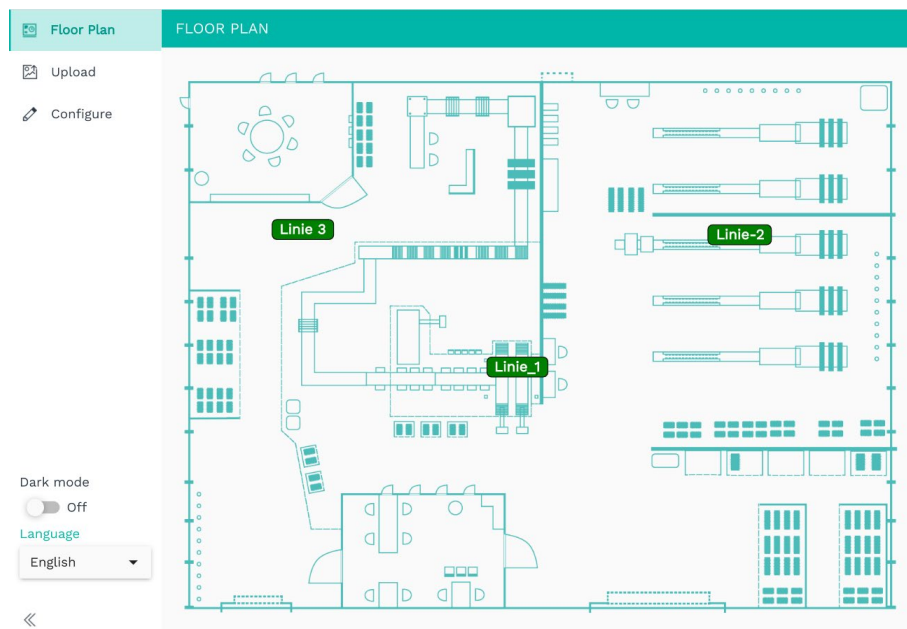 Floor Plan
Upload
Configure
FLOOR PLAN
Linie 3
Linie-2
Linie_1
Dark mode
Off
Language
English